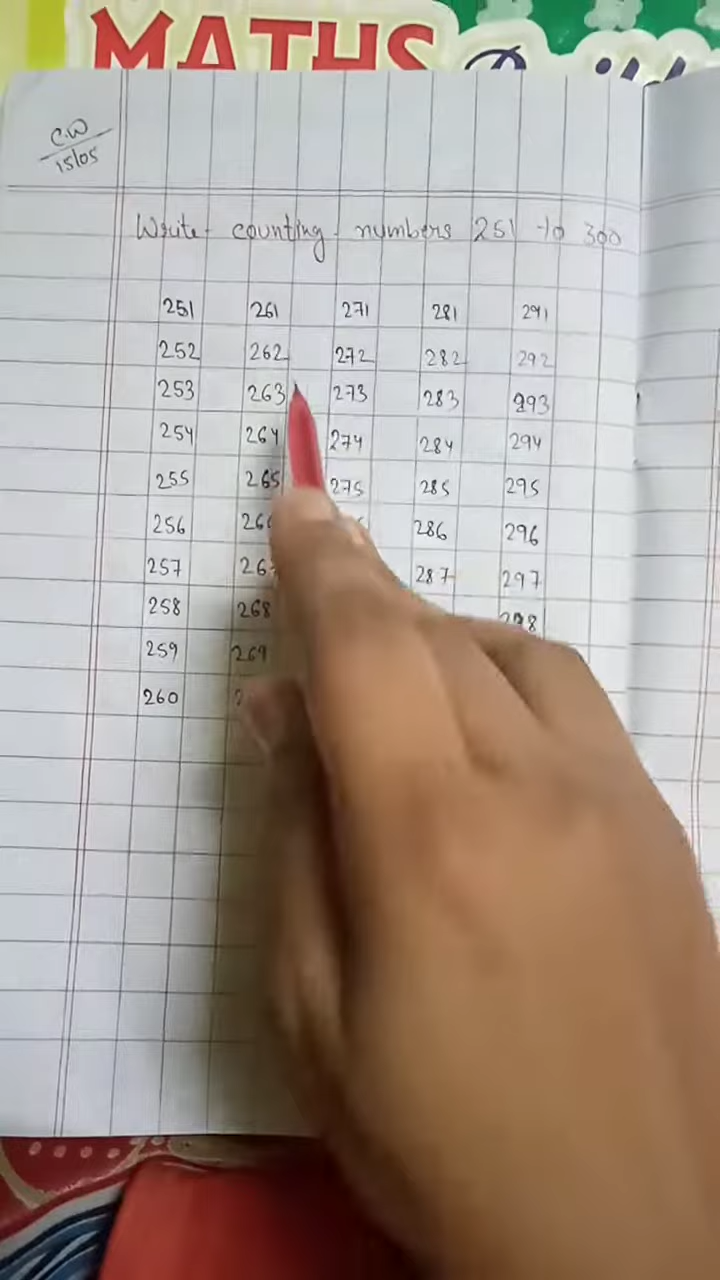 MATHS
C.W
15/05
Write counting numbers 251 to 300
251 261 271 281 291
252 262 272 282 292
253 263 273 283 293
254 264 274 284 294
255 265 275 285 295
256 286 296
257 287 297
258 268 298
259 269
260